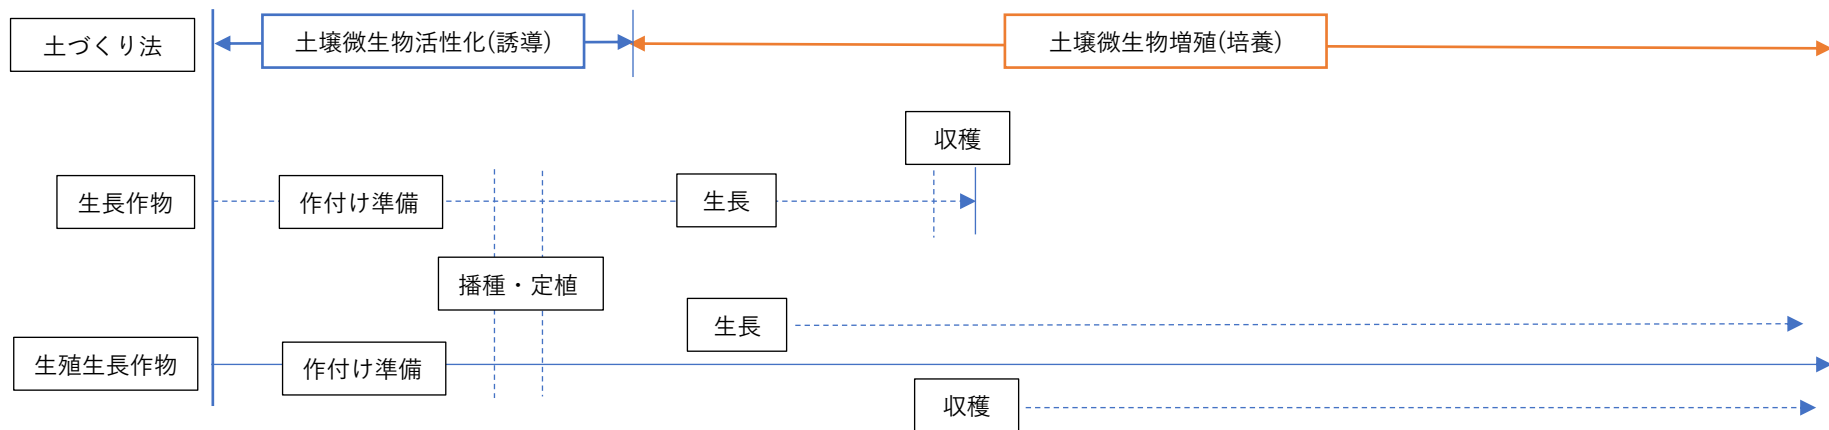 土づくり法
土壌微生物活性化(誘導)
土壌微生物増殖(培養)
収穫
生長作物
作付け準備
生長
播種・定植
生長
生殖生長作物
作付け準備
収穫